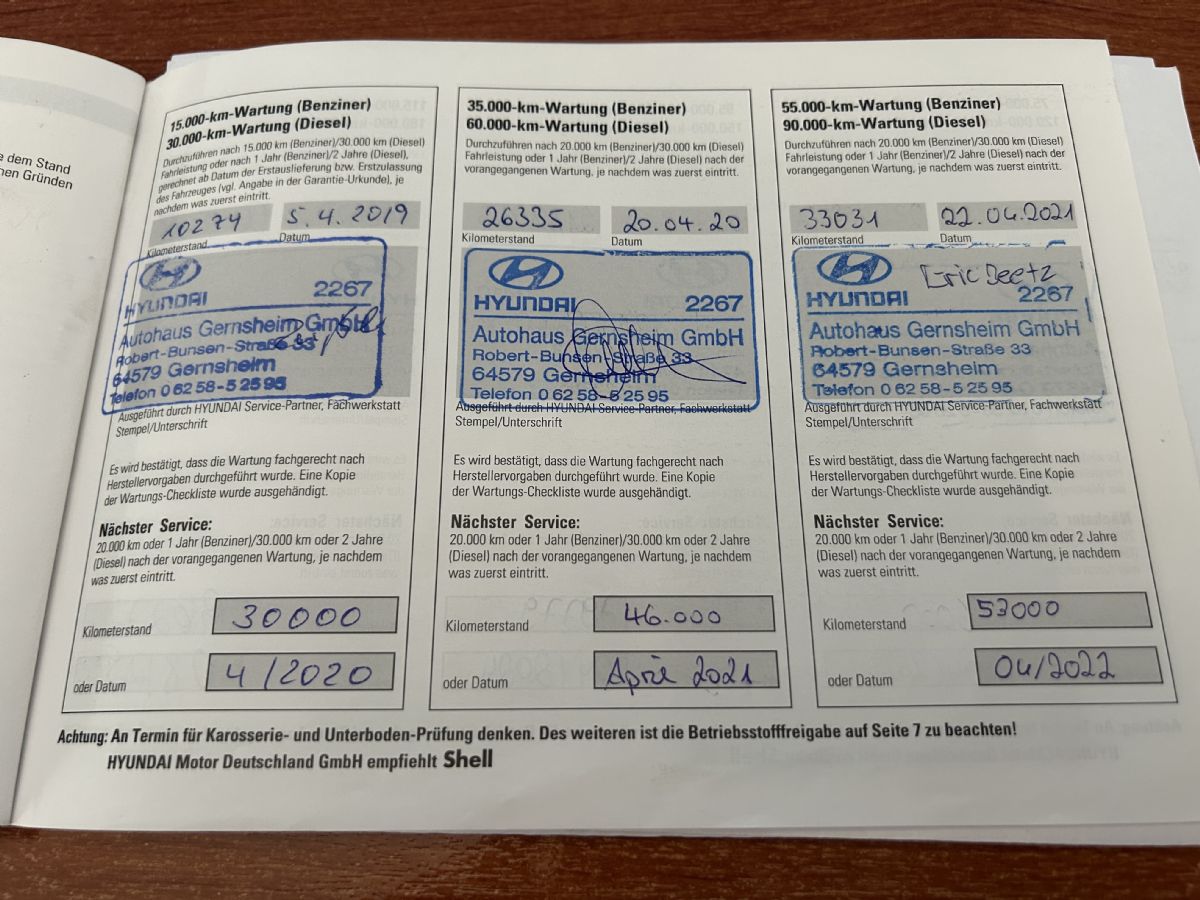 e dem Stand
nen Gründen
15.000-km-Wartung (Benziner)
30.000-km-Wartung (Diesel)
Durchzuführen nach 15.000 km (Benziner)/30.000 km (Diesel)
Fahrleistung oder nach 1 Jahr (Benziner)/2 Jahre (Diesel),
gerechnet ab Datum der Erstauslieferung bzw. Erstzulassung
des Fahrzeuges (vgl. Angabe in der Garantie-Urkunde), je
nachdem was zuerst eintritt.
10274 5.4.2019
Kilometerstand Datum
HYUNDAI 2267
Autohaus Gernsheim GmbH
Robert-Bunsen-Straße 33
64579 Gernsheim
Telefon 0 62 58-5 25 95
Ausgeführt durch HYUNDAI Service-Partner, Fachwerkstatt
Stempel/Unterschrift
Es wird bestätigt, dass die Wartung fachgerecht nach
Herstellervorgaben durchgeführt wurde. Eine Kopie
der Wartungs-Checkliste wurde ausgehändigt.
Nächster Service:
20.000 km oder 1 Jahr (Benziner)/30.000 km oder 2 Jahre
(Diesel) nach der vorangegangenen Wartung, je nachdem
was zuerst eintritt.
Kilometerstand 30000
oder Datum 4/2020
35.000-km-Wartung (Benziner)
60.000-km-Wartung (Diesel)
Durchzuführen nach 20.000 km (Benziner)/30.000 km (Diesel)
Fahrleistung oder 1 Jahr (Benziner)/2 Jahre (Diesel) nach der
vorangegangenen Wartung, je nachdem was zuerst eintritt.
26335 20.04.20
Kilometerstand Datum
HYUNDAI 2267
Autohaus Gernsheim GmbH
Robert-Bunsen-Straße 33
64579 Gernsheim
Telefon 0 62 58-5 25 95
Ausgeführt durch HYUNDAI Service-Partner, Fachwerkstatt
Stempel/Unterschrift
Es wird bestätigt, dass die Wartung fachgerecht nach
Herstellervorgaben durchgeführt wurde. Eine Kopie
der Wartungs-Checkliste wurde ausgehändigt.
Nächster Service:
20.000 km oder 1 Jahr (Benziner)/30.000 km oder 2 Jahre
(Diesel) nach der vorangegangenen Wartung, je nachdem
was zuerst eintritt.
Kilometerstand 46.000
oder Datum April 2021
55.000-km-Wartung (Benziner)
90.000-km-Wartung (Diesel)
Durchzuführen nach 20.000 km (Benziner)/30.000 km (Diesel)
Fahrleistung oder 1 Jahr (Benziner)/2 Jahre (Diesel) nach der
vorangegangenen Wartung, je nachdem was zuerst eintritt.
33031 22.04.2021
Kilometerstand Datum
Eric Deetz
HYUNDAI 2267
Autohaus Gernsheim GmbH
Robert-Bunsen-Straße 33
64579 Gernsheim
Telefon 0 62 58-5 25 95
Ausgeführt durch HYUNDAI Service-Partner, Fachwerkstatt
Stempel/Unterschrift
Es wird bestätigt, dass die Wartung fachgerecht nach
Herstellervorgaben durchgeführt wurde. Eine Kopie
der Wartungs-Checkliste wurde ausgehändigt.
Nächster Service:
20.000 km oder 1 Jahr (Benziner)/30.000 km oder 2 Jahre
(Diesel) nach der vorangegangenen Wartung, je nachdem
was zuerst eintritt.
Kilometerstand 53000
oder Datum 04/2022
Achtung: An Termin für Karosserie- und Unterboden-Prüfung denken. Des weiteren ist die Betriebsstofffreigabe auf Seite 7 zu beachten!
HYUNDAI Motor Deutschland GmbH empfiehlt Shell